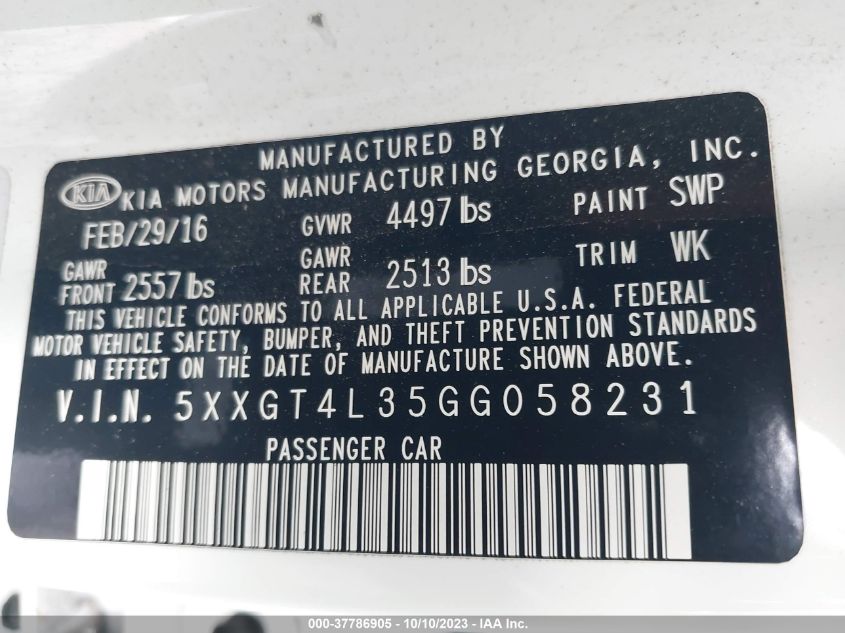 MANUFACTURED BY
KIA KIA MOTORS MANUFACTURING GEORGIA, INC.
FEB/29/16 GVWR 4497 lbs PAINT SWP
GAWR FRONT 2557 lbs GAWR REAR 2513 lbs TRIM WK
THIS VEHICLE CONFORMS TO ALL APPLICABLE U.S.A. FEDERAL
MOTOR VEHICLE SAFETY, BUMPER, AND THEFT PREVENTION STANDARDS
IN EFFECT ON THE DATE OF MANUFACTURE SHOWN ABOVE.
V.I.N. 5XXGT4L35GG058231
PASSENGER CAR
000-37786905 - 10/10/2023 - IAA Inc.